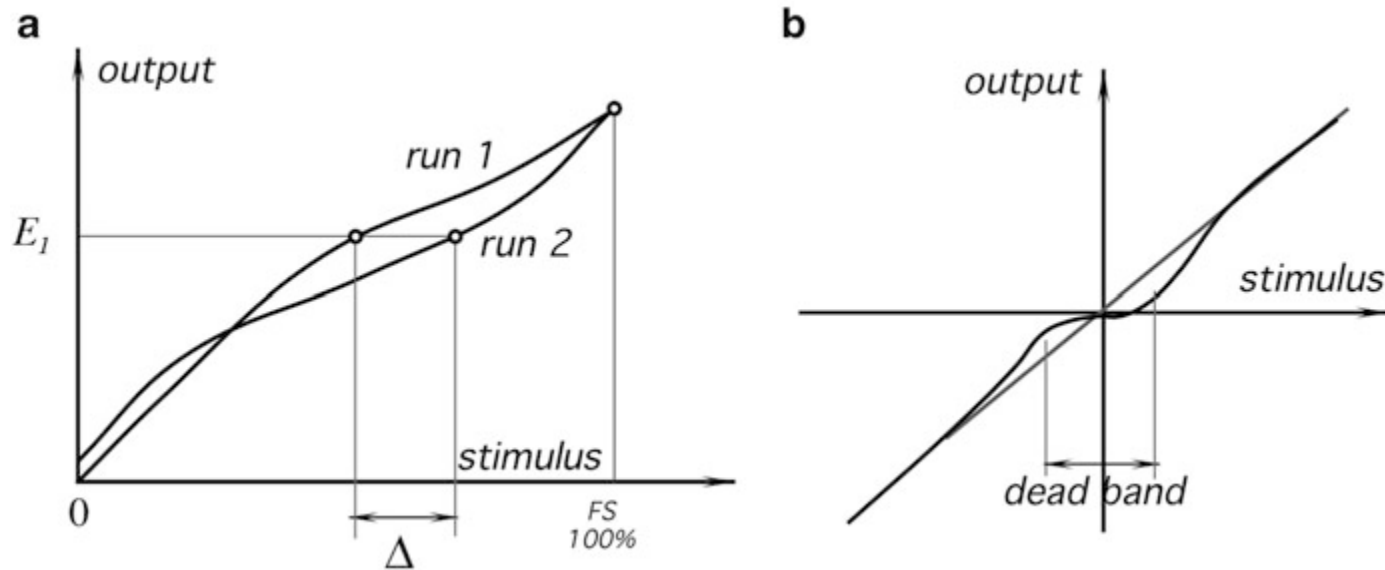 a
output
run 1
E1
run 2
stimulus
0
FS
100%
Δ
b
output
stimulus
dead band